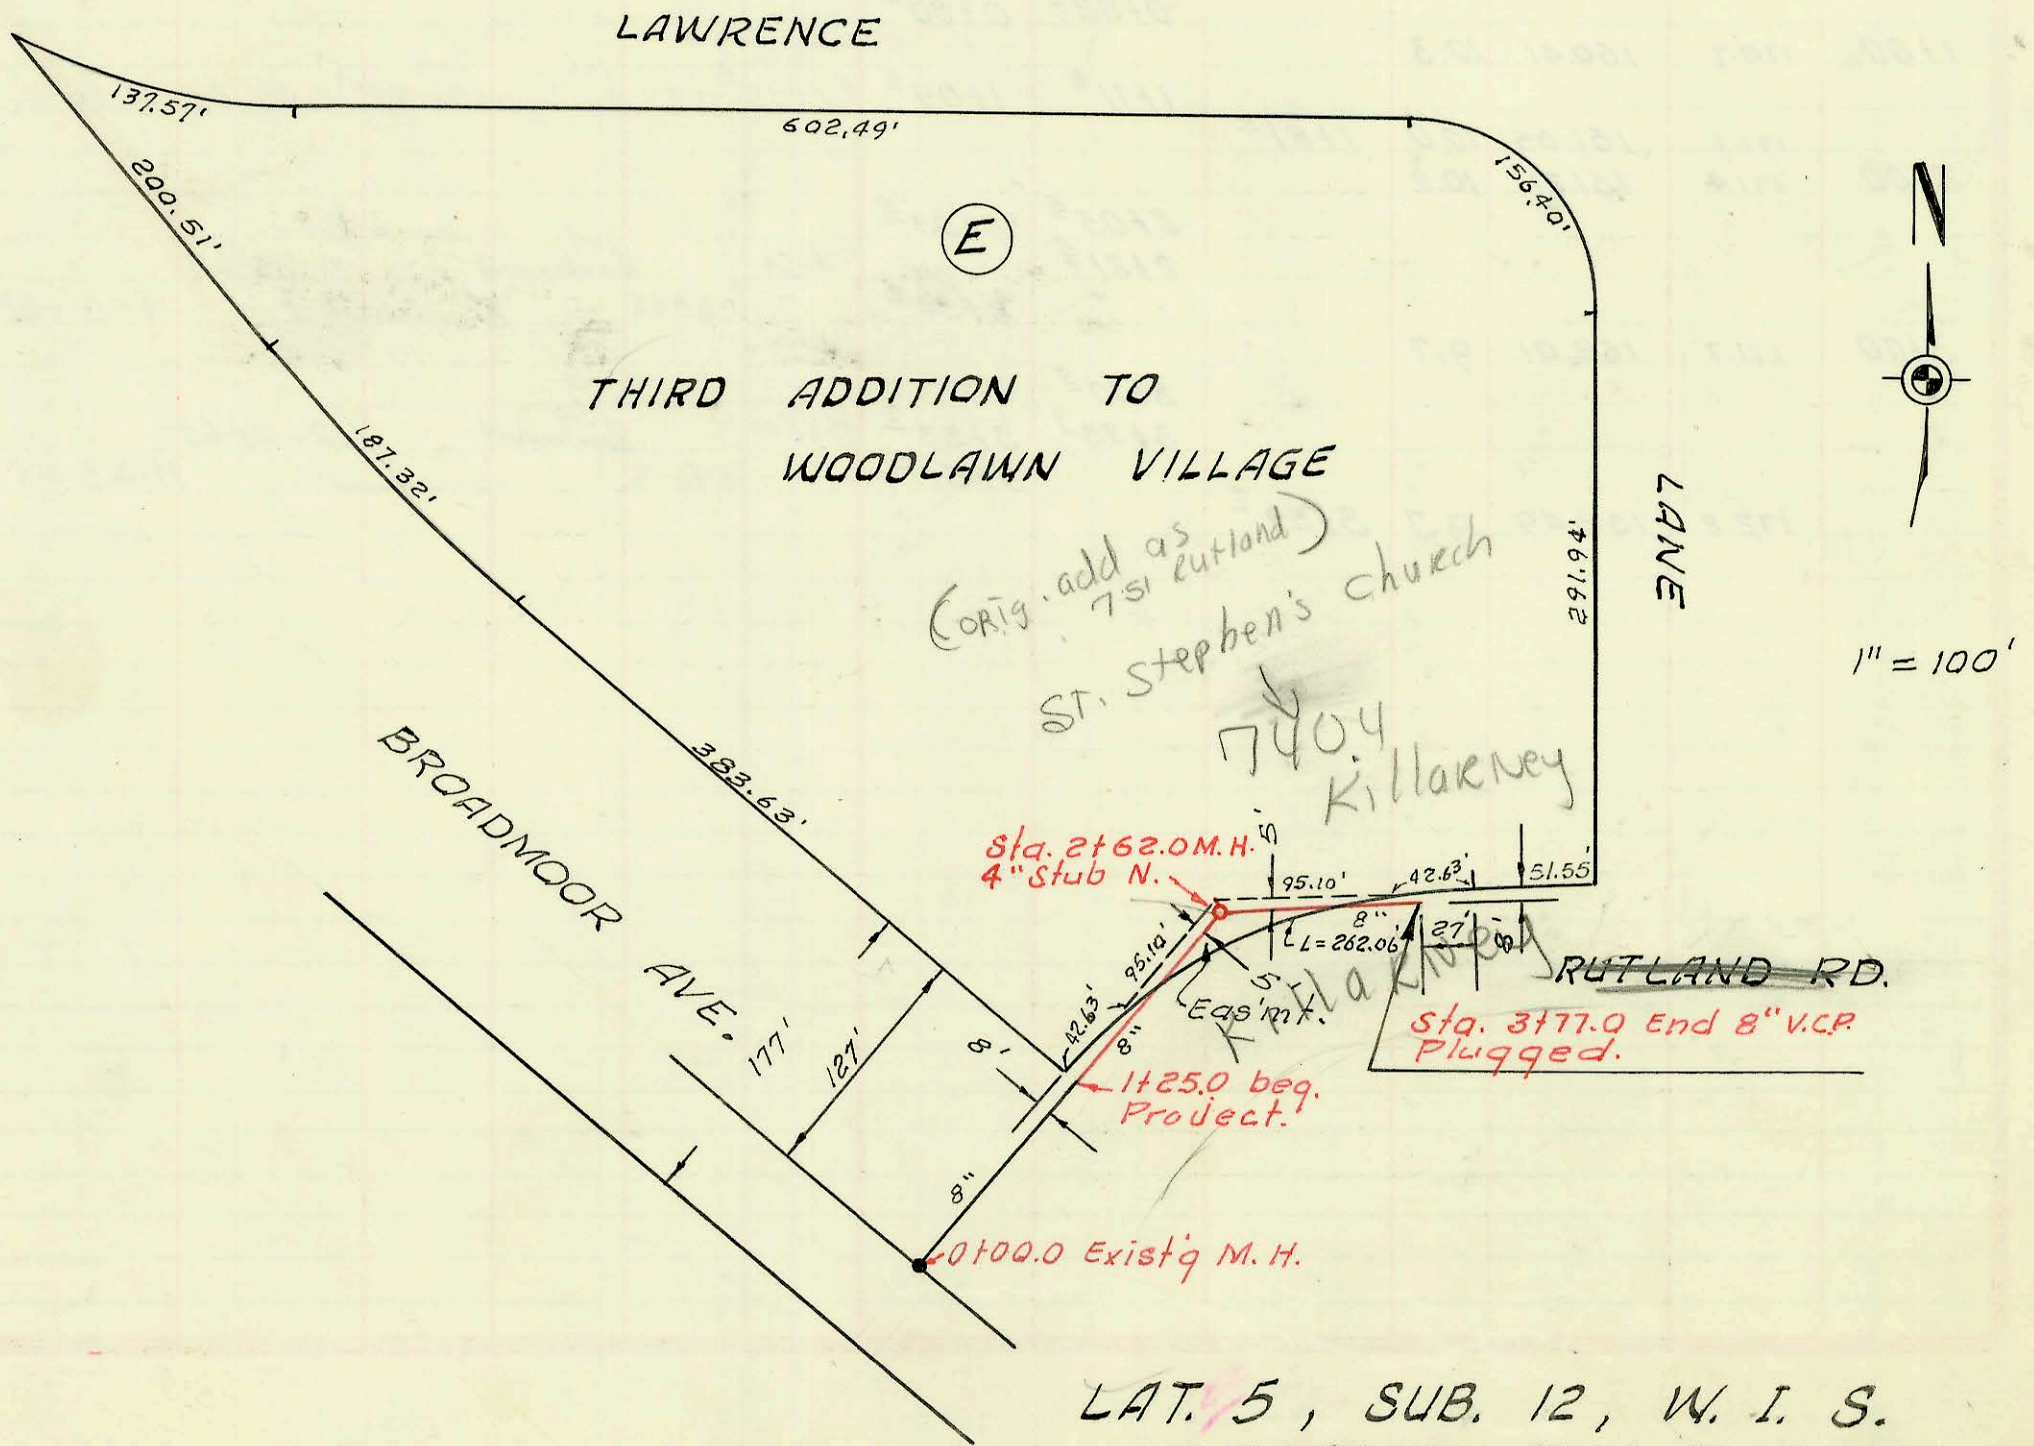 LAWRENCE
137.57'
602.49'
156.40'
200.51'
E
N
THIRD ADDITION TO
WOODLAWN VILLAGE
187.32'
LANE
291.94'
(ORig. add as
751 Rutland)
ST. Stephen's Church
7404
Killarney
1" = 100'
383.63'
BROADMOOR AVE.
Sta. 2+62.0 M.H.
4" Stub N.
5'
95.10'
42.63'
51.55'
8"
L=262.06'
27'
8'
95.10'
5'
Eas'mt.
RUTLAND RD.
42.63'
8"
8'
177'
127'
Sta. 3+77.0 End 8" V.C.P.
Plugged.
1+25.0 beg.
Project.
8"
0+00.0 Exist'g M.H.
LAT. 5, SUB. 12, W. I. S.